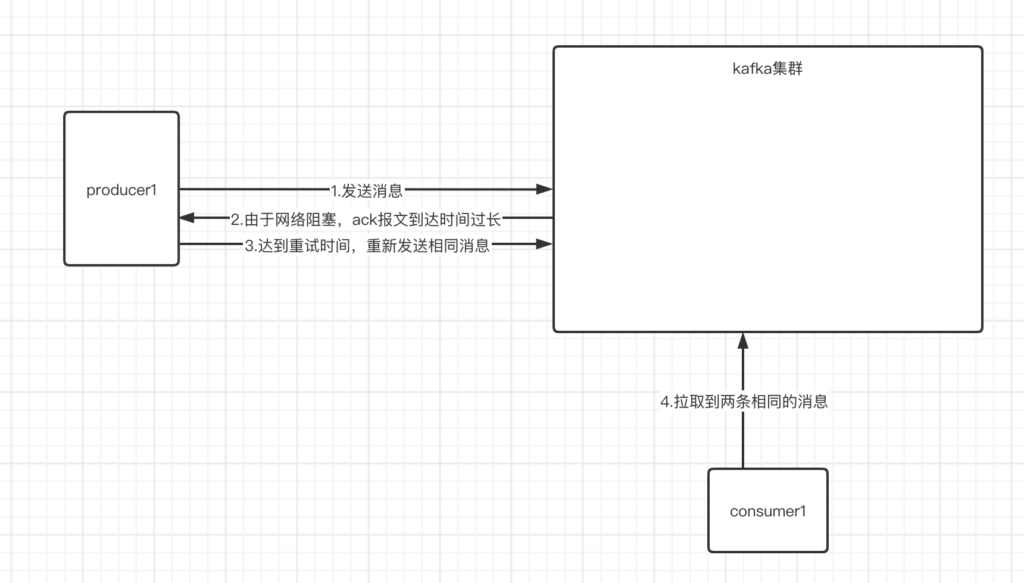 kafka集群
producer1
1.发送消息
2.由于网络阻塞，ack报文到达时间过长
3.达到重试时间，重新发送相同消息
4.拉取到两条相同的消息
consumer1